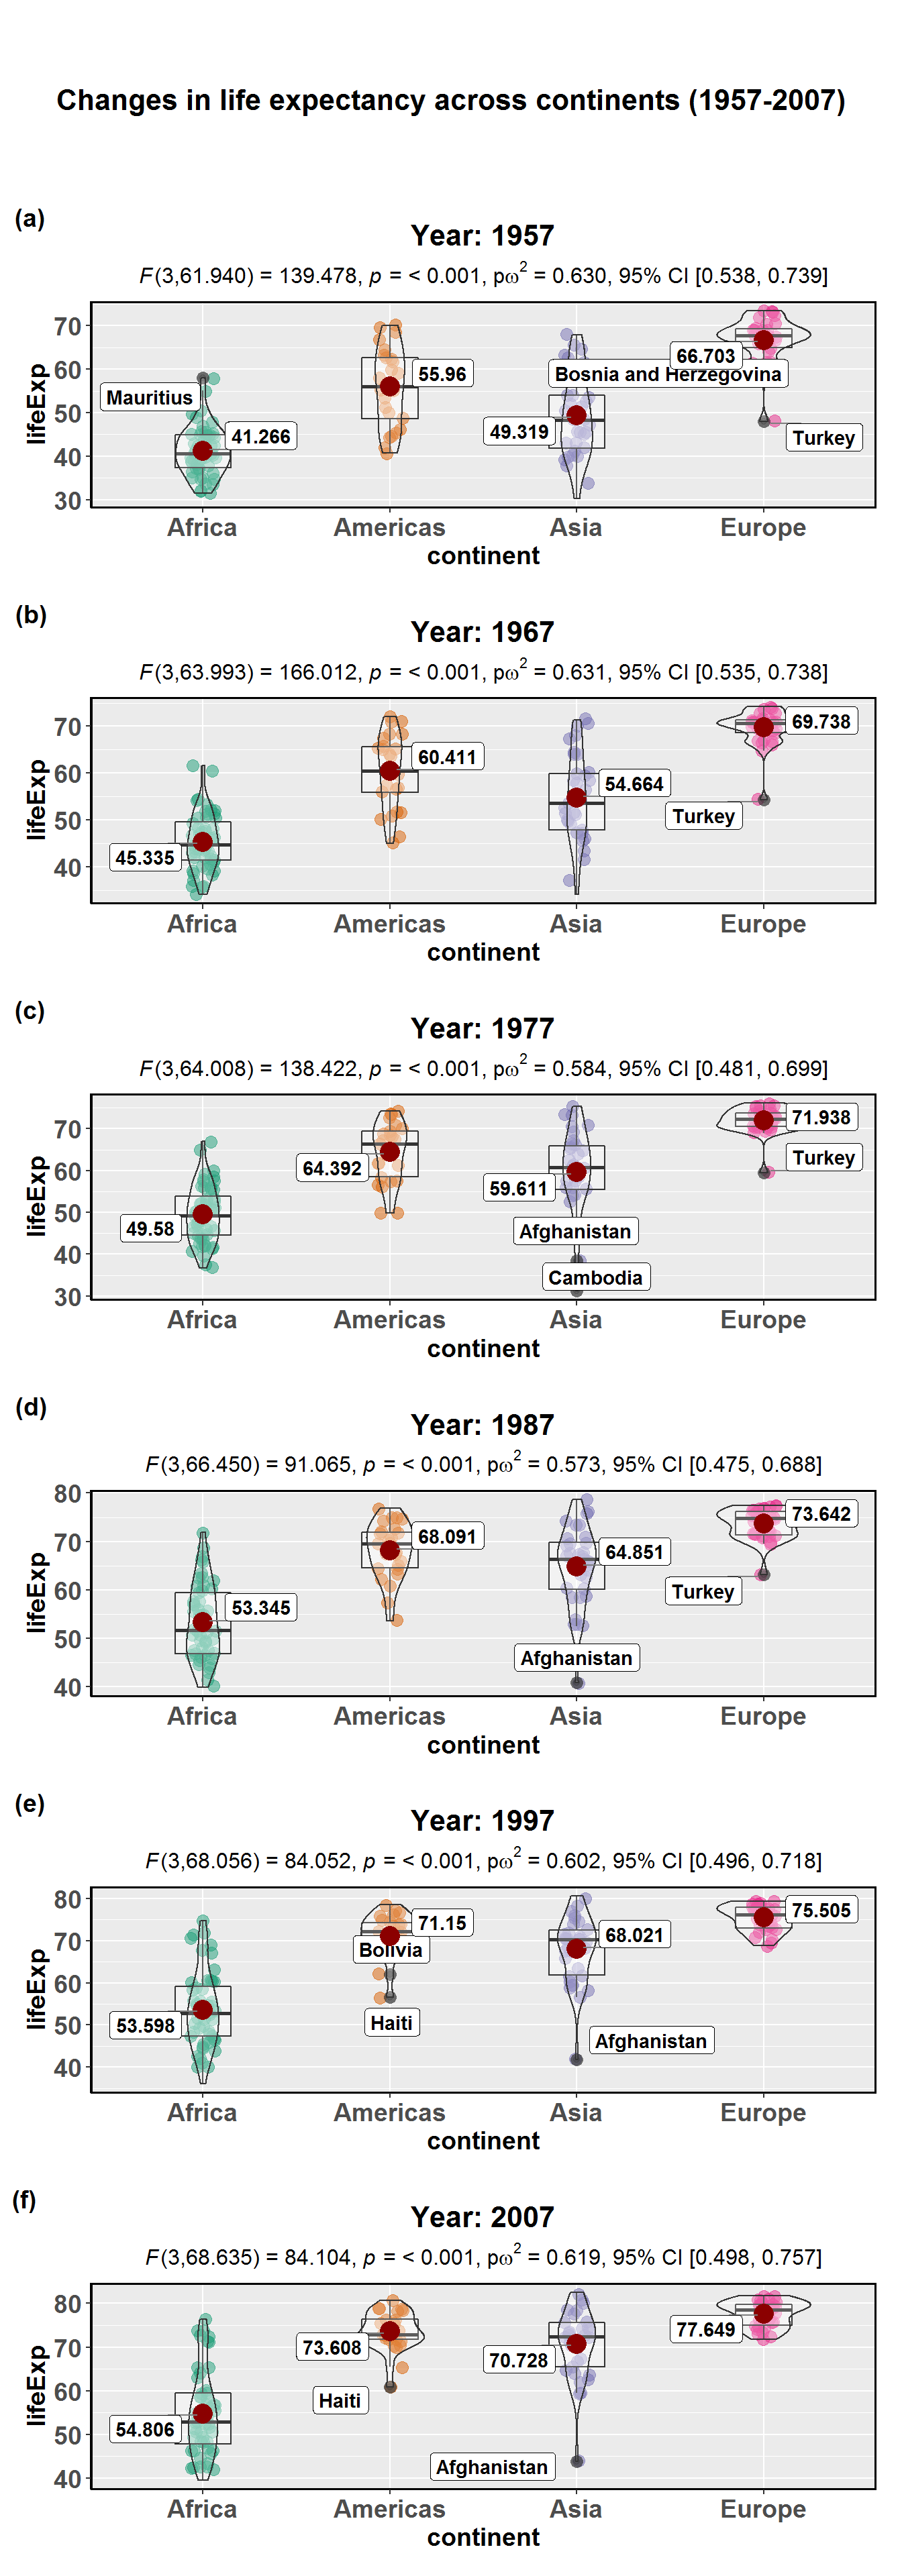 Changes in life expectancy across continents (1957-2007)
(a)
Year: 1957
F(3,61.940) = 139.478, p = < 0.001, pω² = 0.630, 95% CI [0.538, 0.739]
70
60
50
40
30
lifeExp
Mauritius
41.266
55.96
49.319
Bosnia and Herzegovina
66.703
Turkey
Africa Americas Asia Europe
continent
(b)
Year: 1967
F(3,63.993) = 166.012, p = < 0.001, pω² = 0.631, 95% CI [0.535, 0.738]
70
60
50
40
lifeExp
45.335
60.411
54.664
Turkey
69.738
Africa Americas Asia Europe
continent
(c)
Year: 1977
F(3,64.008) = 138.422, p = < 0.001, pω² = 0.584, 95% CI [0.481, 0.699]
70
60
50
40
30
lifeExp
49.58
64.392
59.611
Afghanistan
Cambodia
71.938
Turkey
Africa Americas Asia Europe
continent
(d)
Year: 1987
F(3,66.450) = 91.065, p = < 0.001, pω² = 0.573, 95% CI [0.475, 0.688]
80
70
60
50
40
lifeExp
53.345
68.091
64.851
Afghanistan
73.642
Turkey
Africa Americas Asia Europe
continent
(e)
Year: 1997
F(3,68.056) = 84.052, p = < 0.001, pω² = 0.602, 95% CI [0.496, 0.718]
80
70
60
50
40
lifeExp
53.598
71.15
Bolivia
Haiti
68.021
Afghanistan
75.505
Africa Americas Asia Europe
continent
(f)
Year: 2007
F(3,68.635) = 84.104, p = < 0.001, pω² = 0.619, 95% CI [0.498, 0.757]
80
70
60
50
40
lifeExp
54.806
73.608
Haiti
70.728
Afghanistan
77.649
Africa Americas Asia Europe
continent